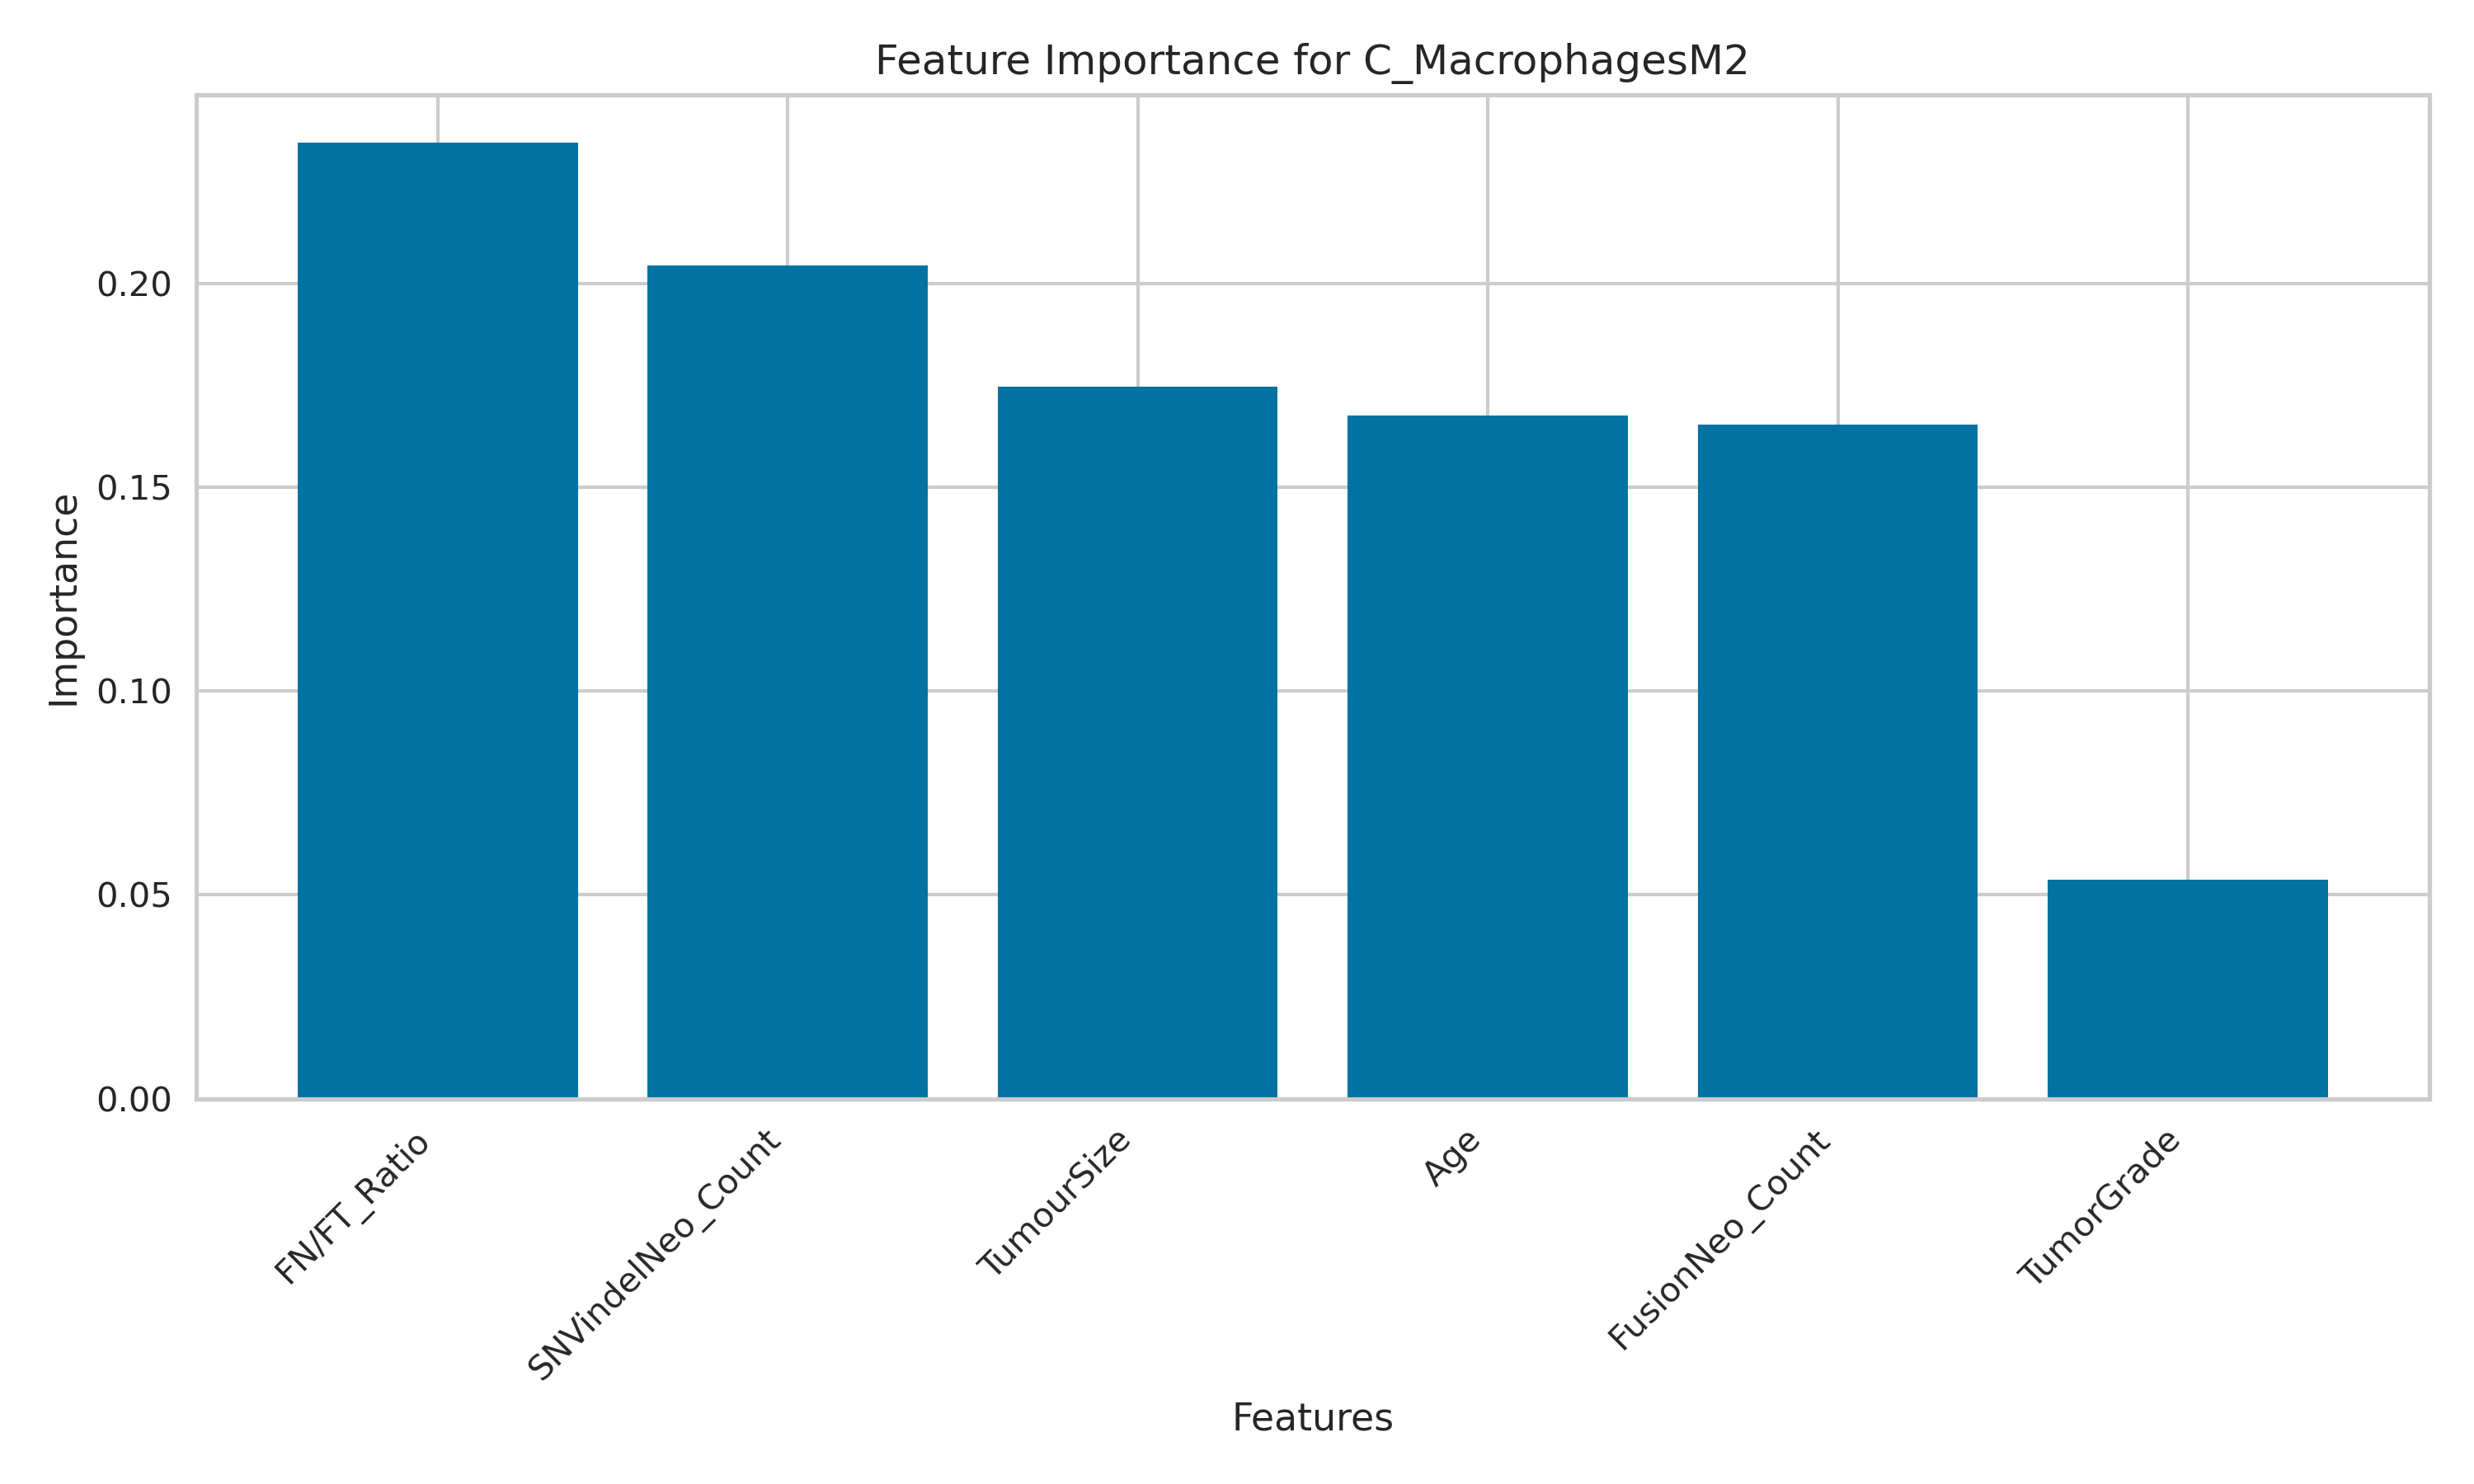 Feature Importance for C_MacrophagesM2
Importance
0.20
0.15
0.10
0.05
0.00
FN/FT_Ratio
SNVindelNeo_Count
TumourSize
Age
FusionNeo_Count
TumorGrade
Features